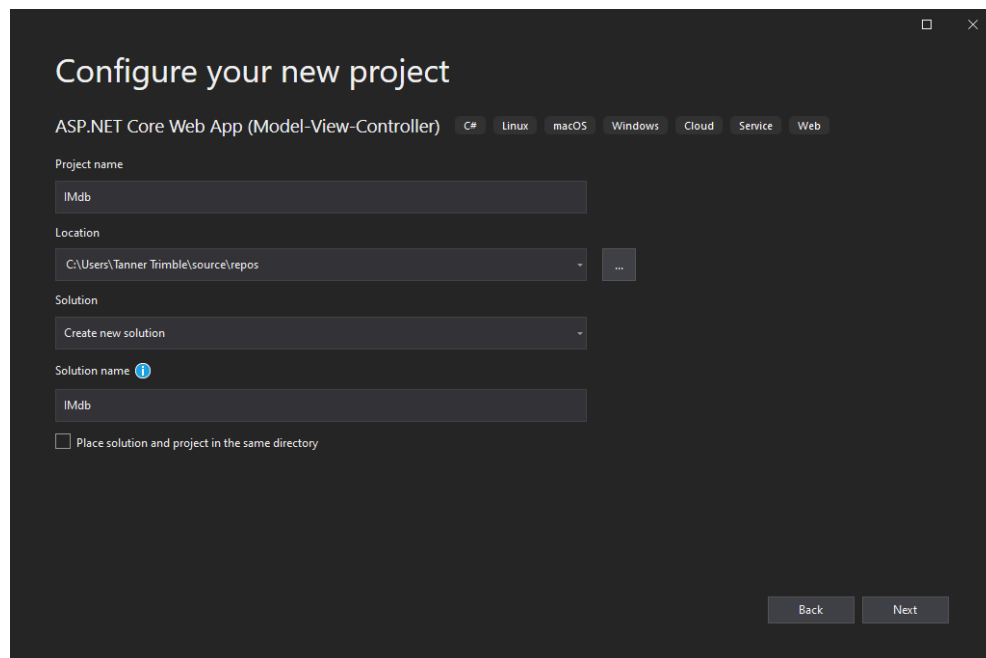 Configure your new project
ASP.NET Core Web App (Model-View-Controller) C# Linux macOS Windows Cloud Service Web
Project name
IMdb
Location
C:\Users\Tanner Trimble\source\repos
...
Solution
Create new solution
Solution name
IMdb
Place solution and project in the same directory
Back Next